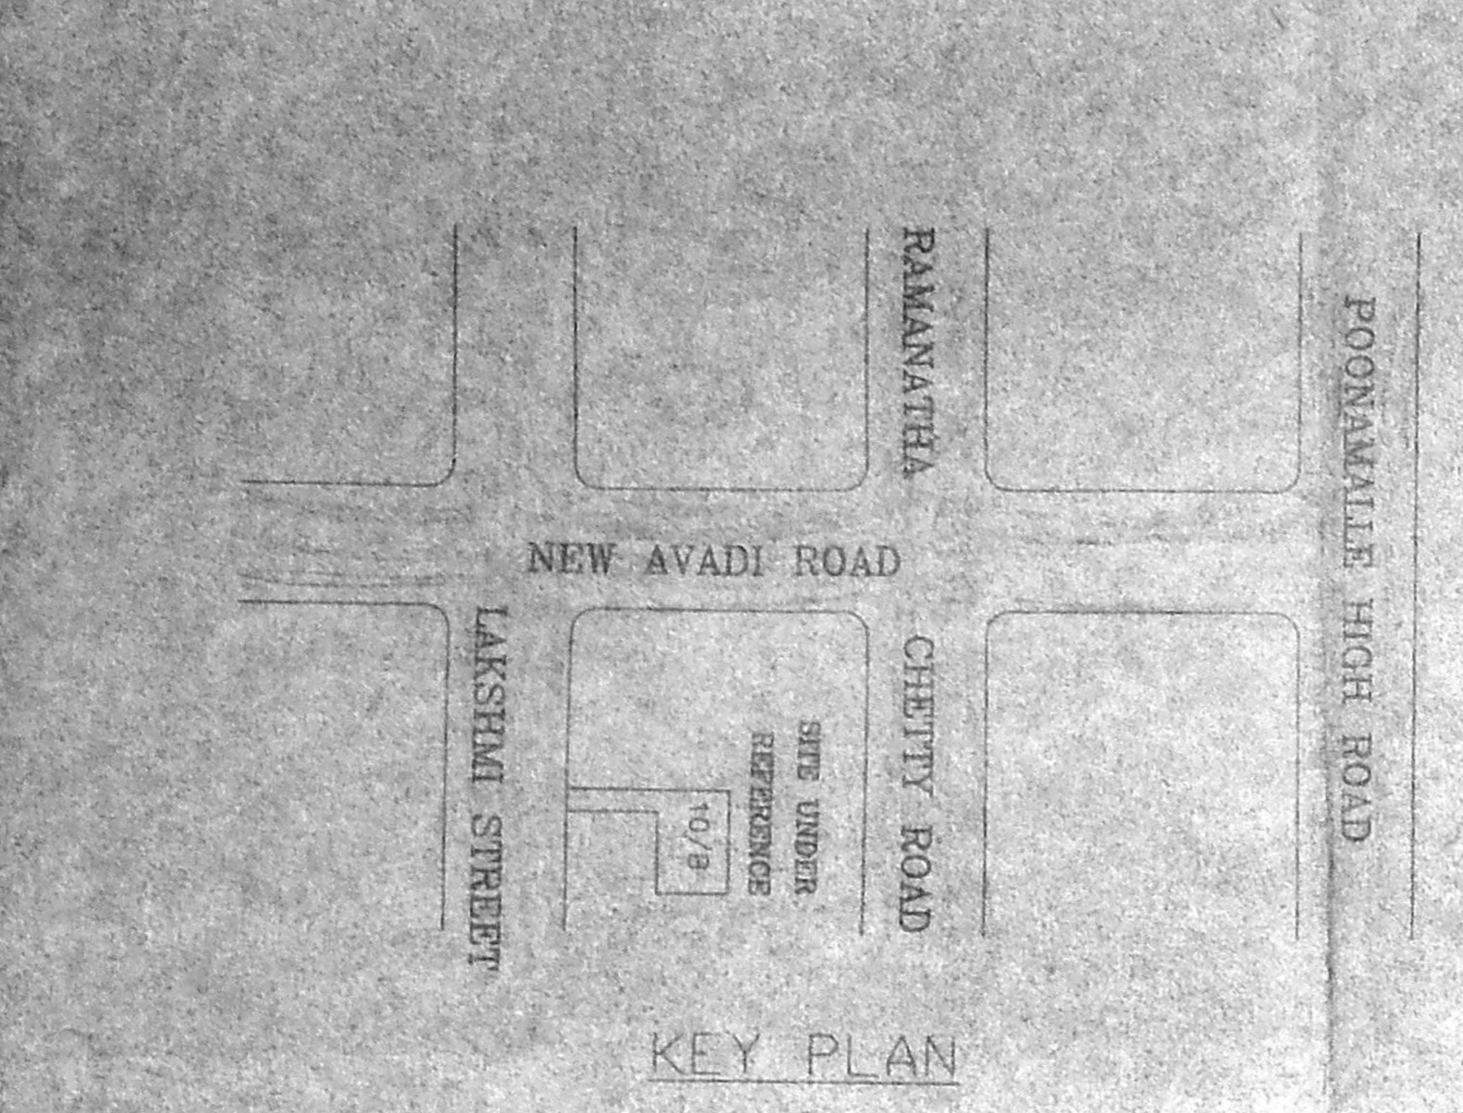 RAMANATHA
POONAMALLE HIGH ROAD
NEW AVADI ROAD
LAKSHMI STREET
CHETTY ROAD
SITE UNDER
REFERENCE
10/B
KEY PLAN